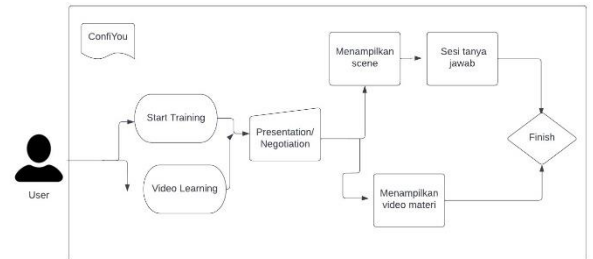 ConfiYou
User
Start Training
Video Learning
Presentation/
Negotiation
Menampilkan
scene
Sesi tanya
jawab
Menampilkan
video materi
Finish